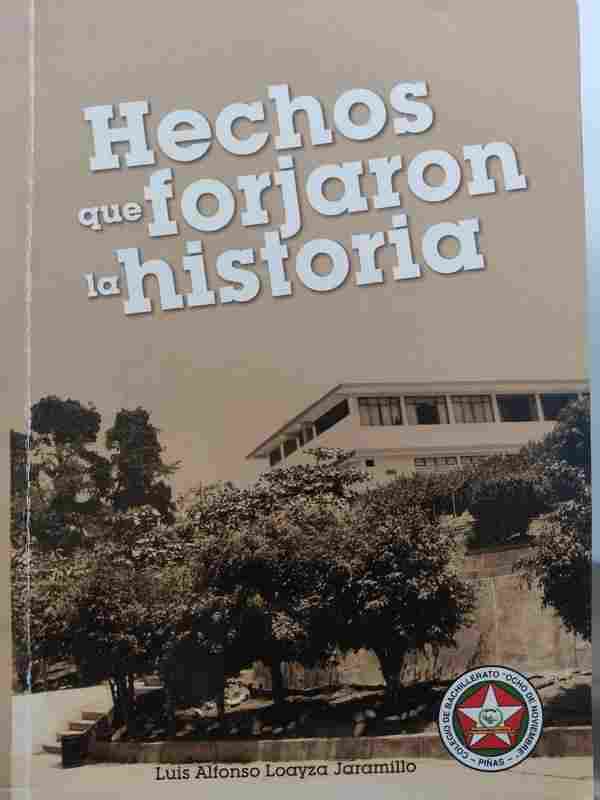 Hechos
que forjaron
la historia
COLEGIO DE BACHILLERATO "OCHO DE NOVIEMBRE"
- PIÑAS -
Luis Alfonso Loayza Jaramillo